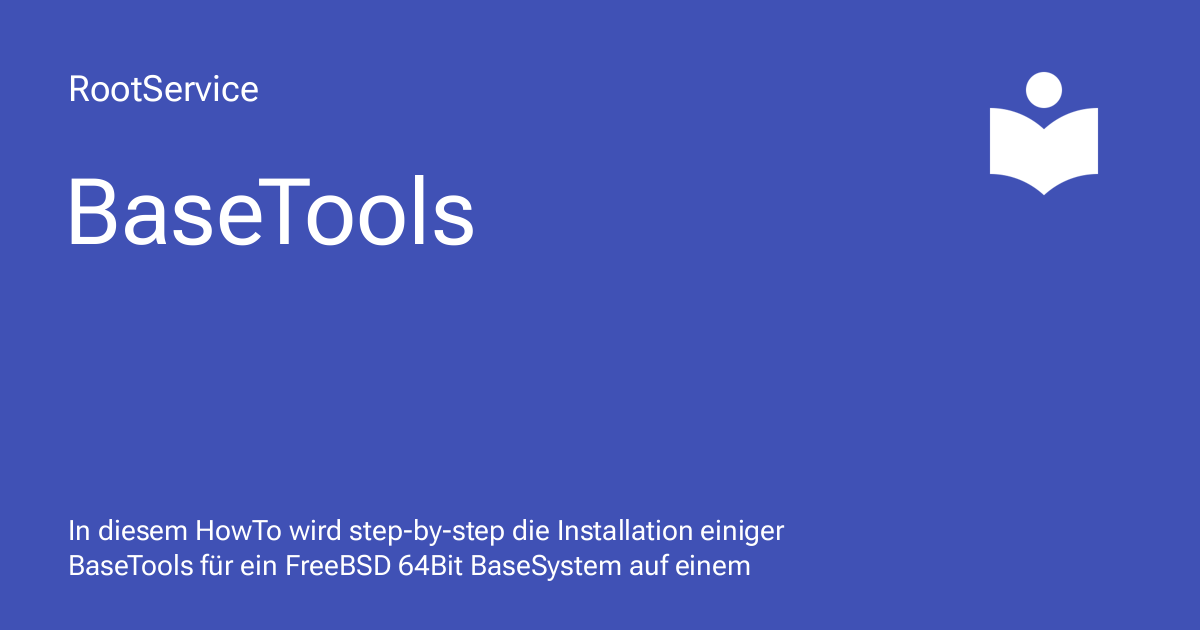 RootService
BaseTools
In diesem HowTo wird step-by-step die Installation einiger
BaseTools für ein FreeBSD 64Bit BaseSystem auf einem